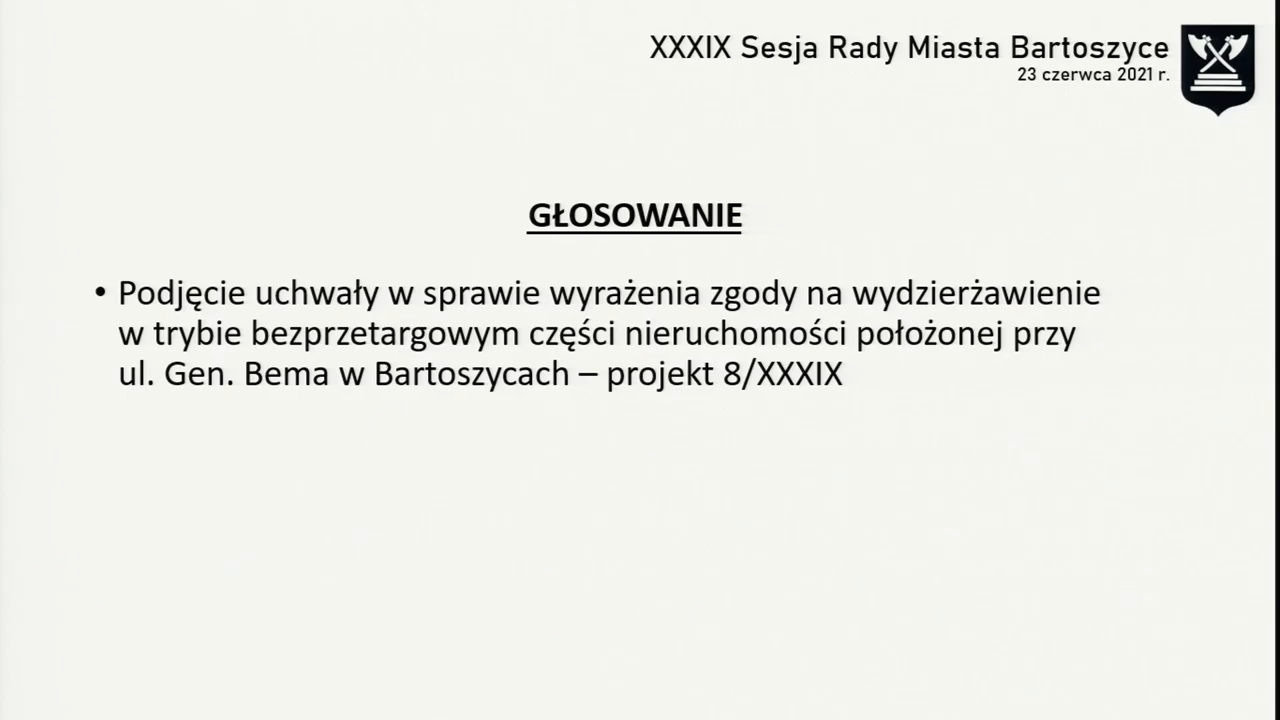 XXXIX Sesja Rady Miasta Bartoszyce
23 czerwca 2021 r.
GŁOSOWANIE
• Podjęcie uchwały w sprawie wyrażenia zgody na wydzierżawienie
w trybie bezprzetargowym części nieruchomości położonej przy
ul. Gen. Bema w Bartoszycach – projekt 8/XXXIX